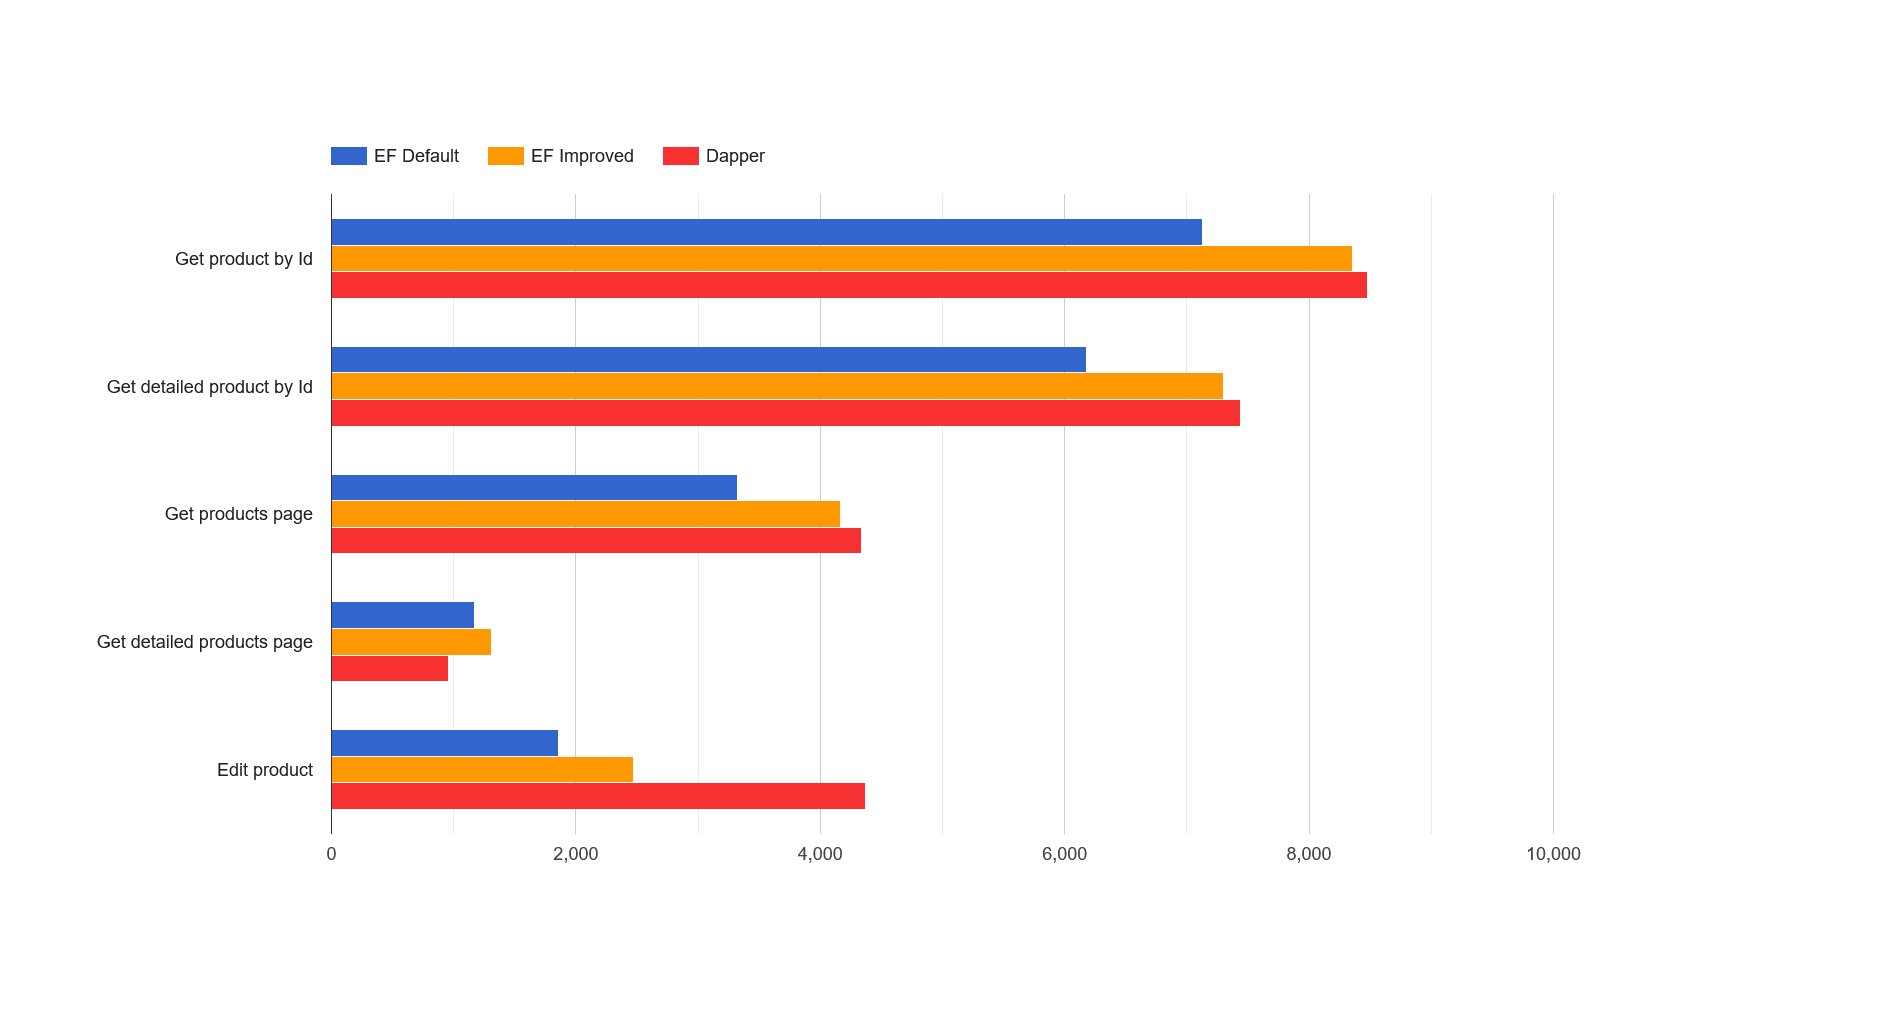 EF Default EF Improved Dapper
Get product by Id
Get detailed product by Id
Get products page
Get detailed products page
Edit product
0 2,000 4,000 6,000 8,000 10,000